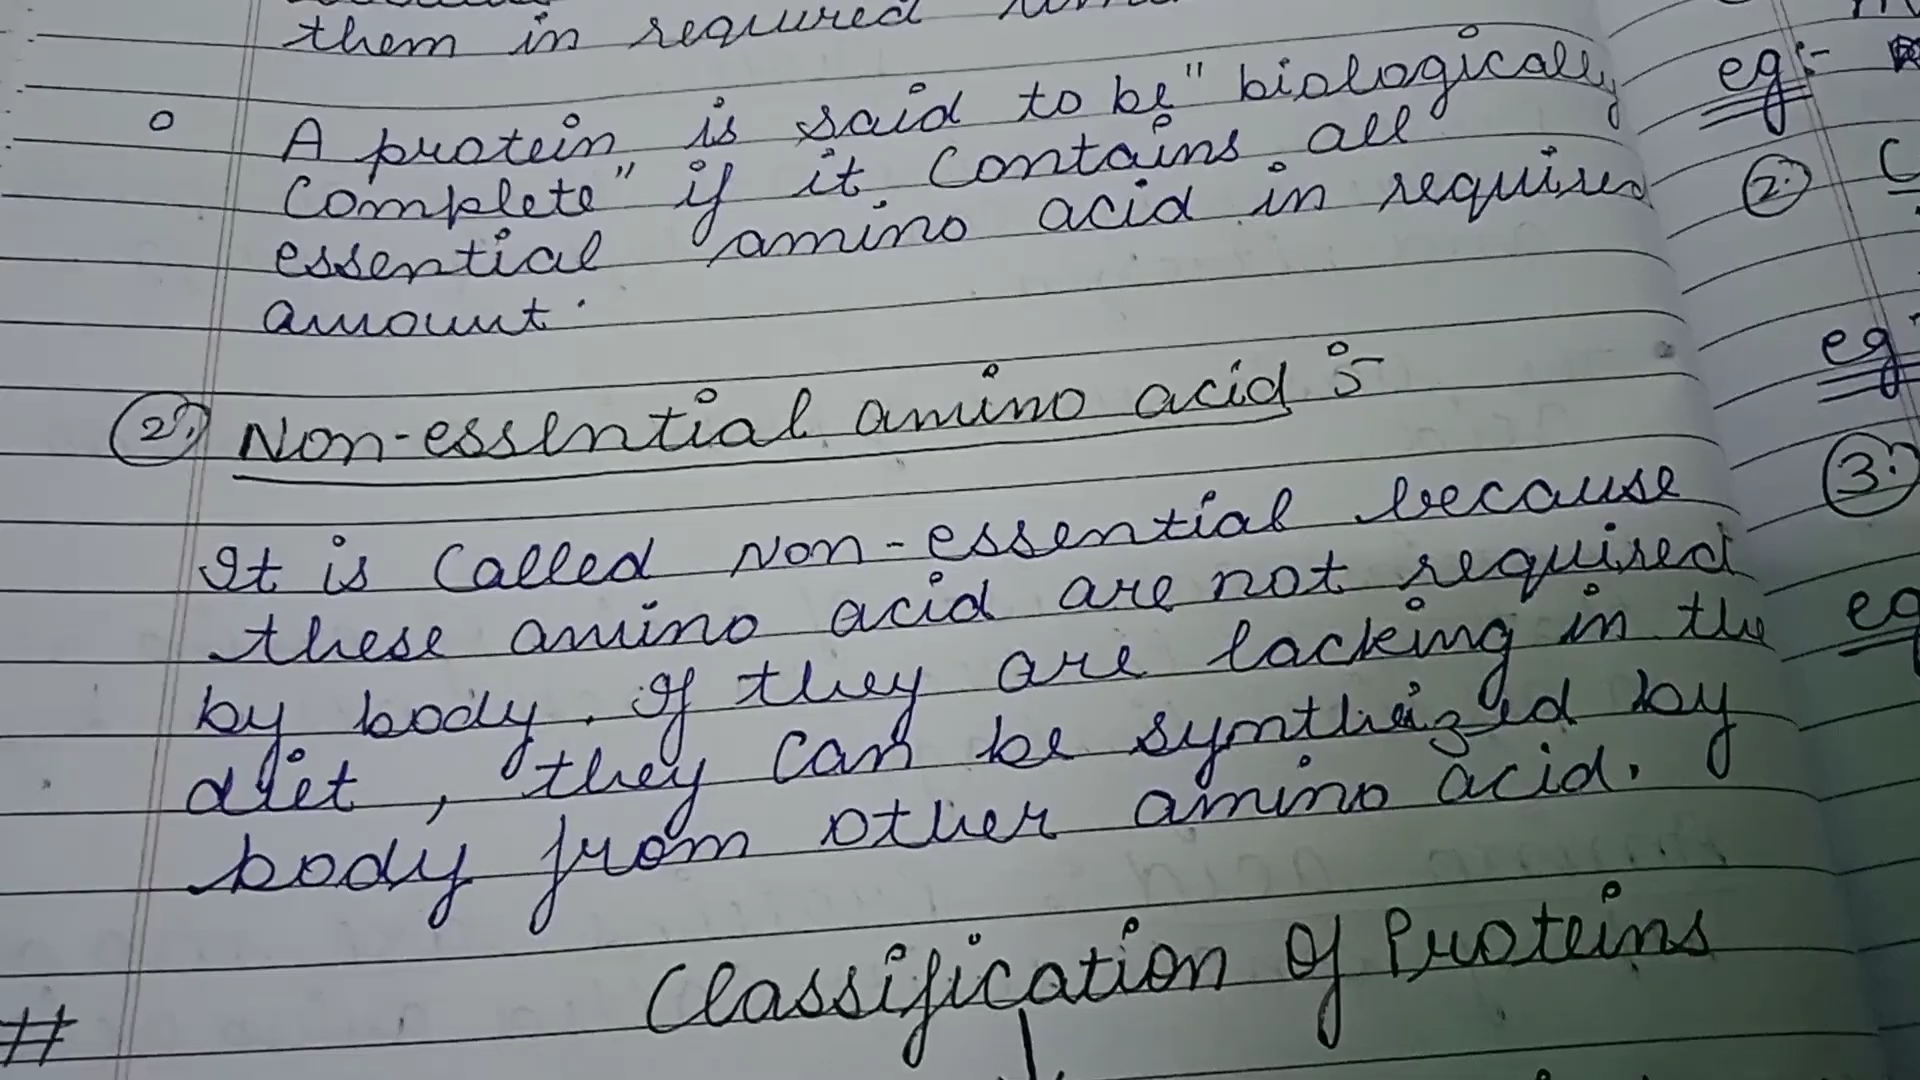 them in required
o A protein is said to be "biologically
Complete" if it contains all
essential amino acid in required
amount.
2. Non-essential amino acid :-
It is Called Non-essential because
these amino acid are not required
by body. If they are lacking in the
diet, they can be syntheized by
body from other amino acid.
# Classification Of Proteins
eg:-
2.
eg
3.
eg